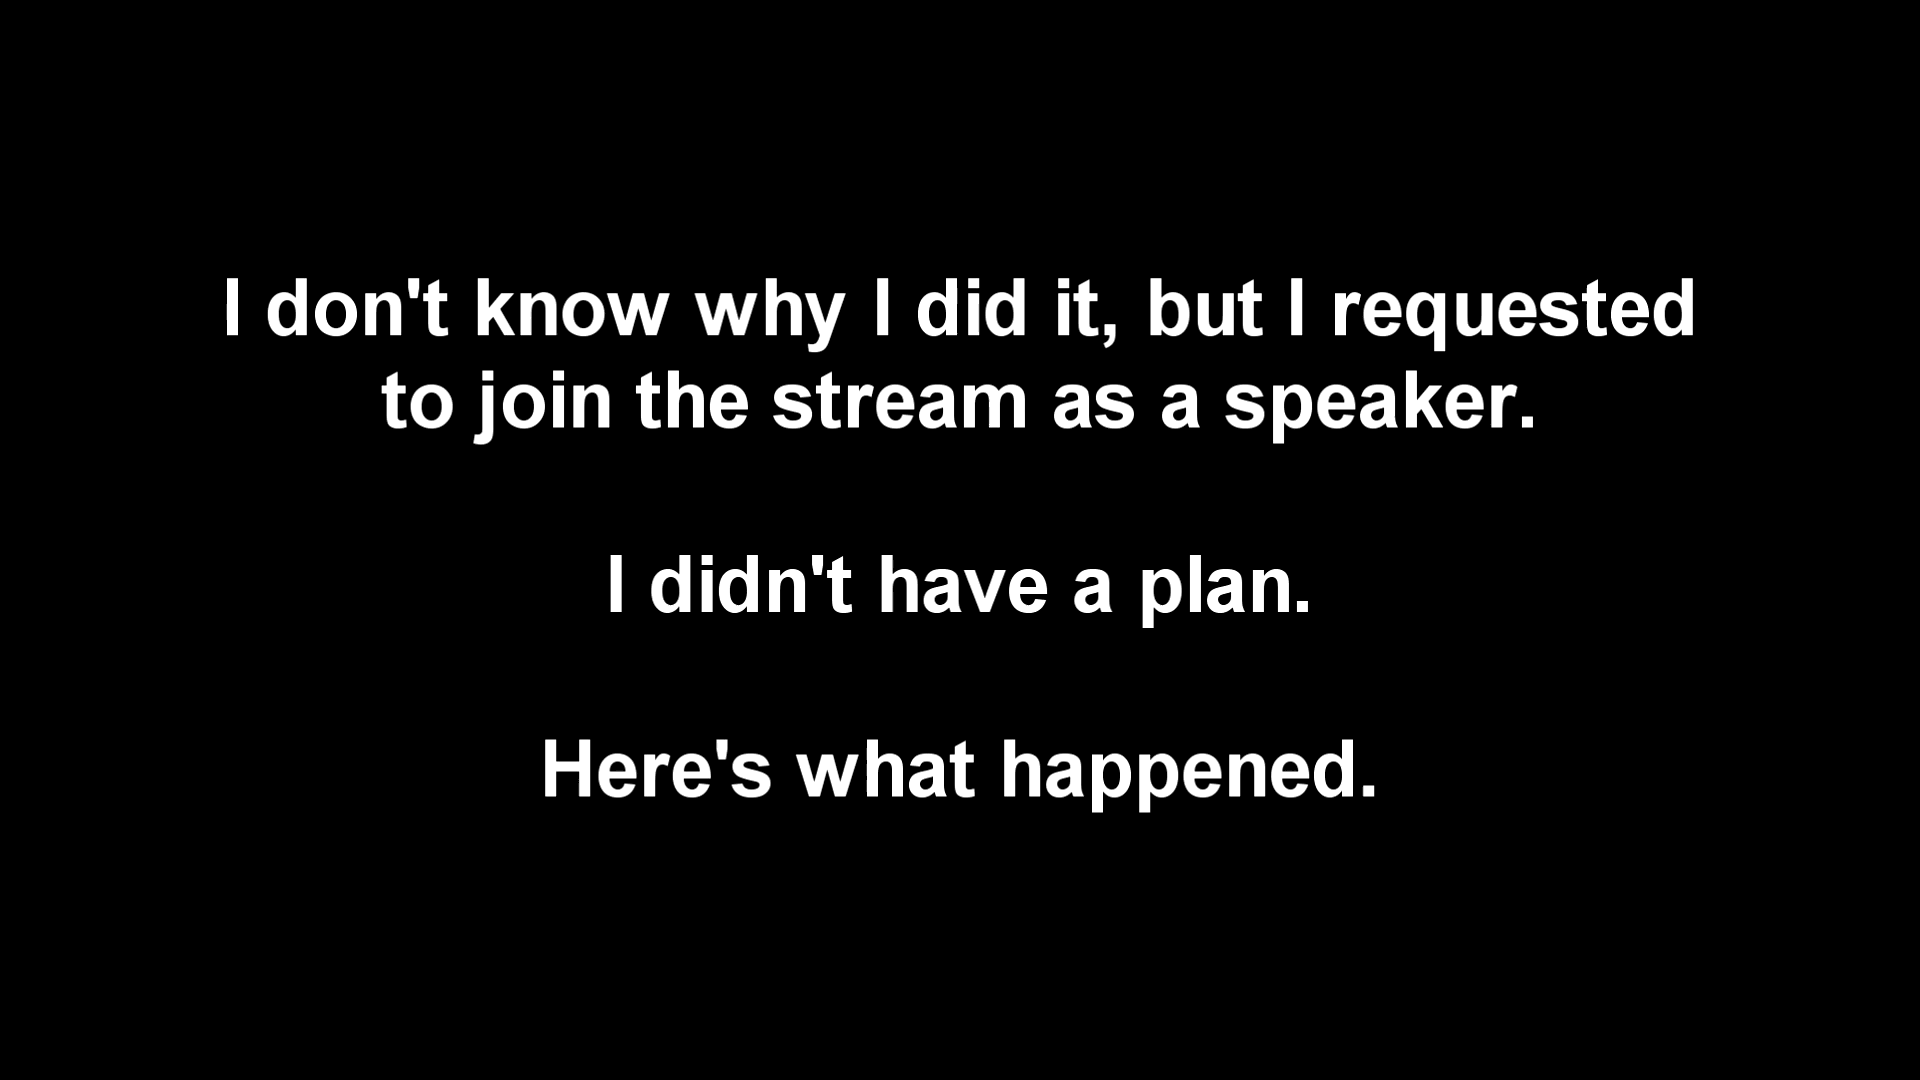 I don't know why I did it, but I requested
to join the stream as a speaker.
I didn't have a plan.
Here's what happened.